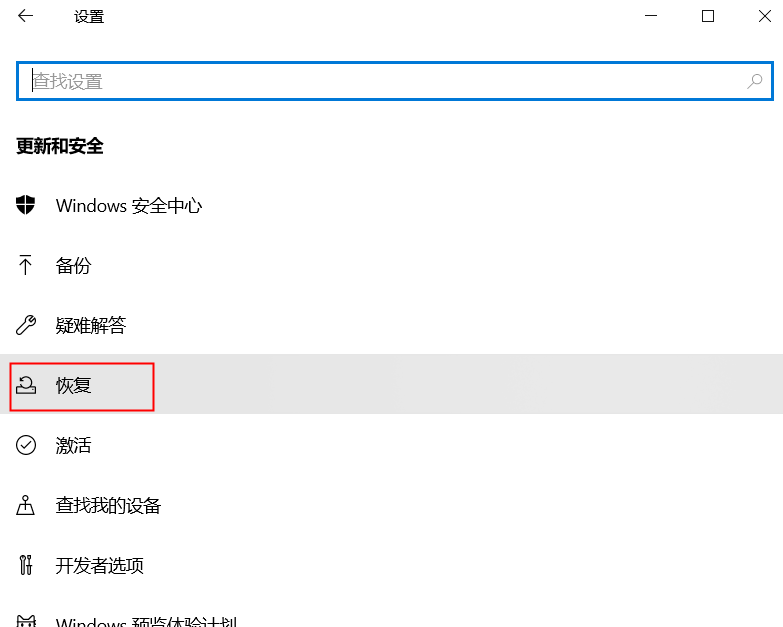 设置
查找设置
更新和安全
Windows 安全中心
备份
疑难解答
恢复
激活
查找我的设备
开发者选项
Windows 预览体验计划